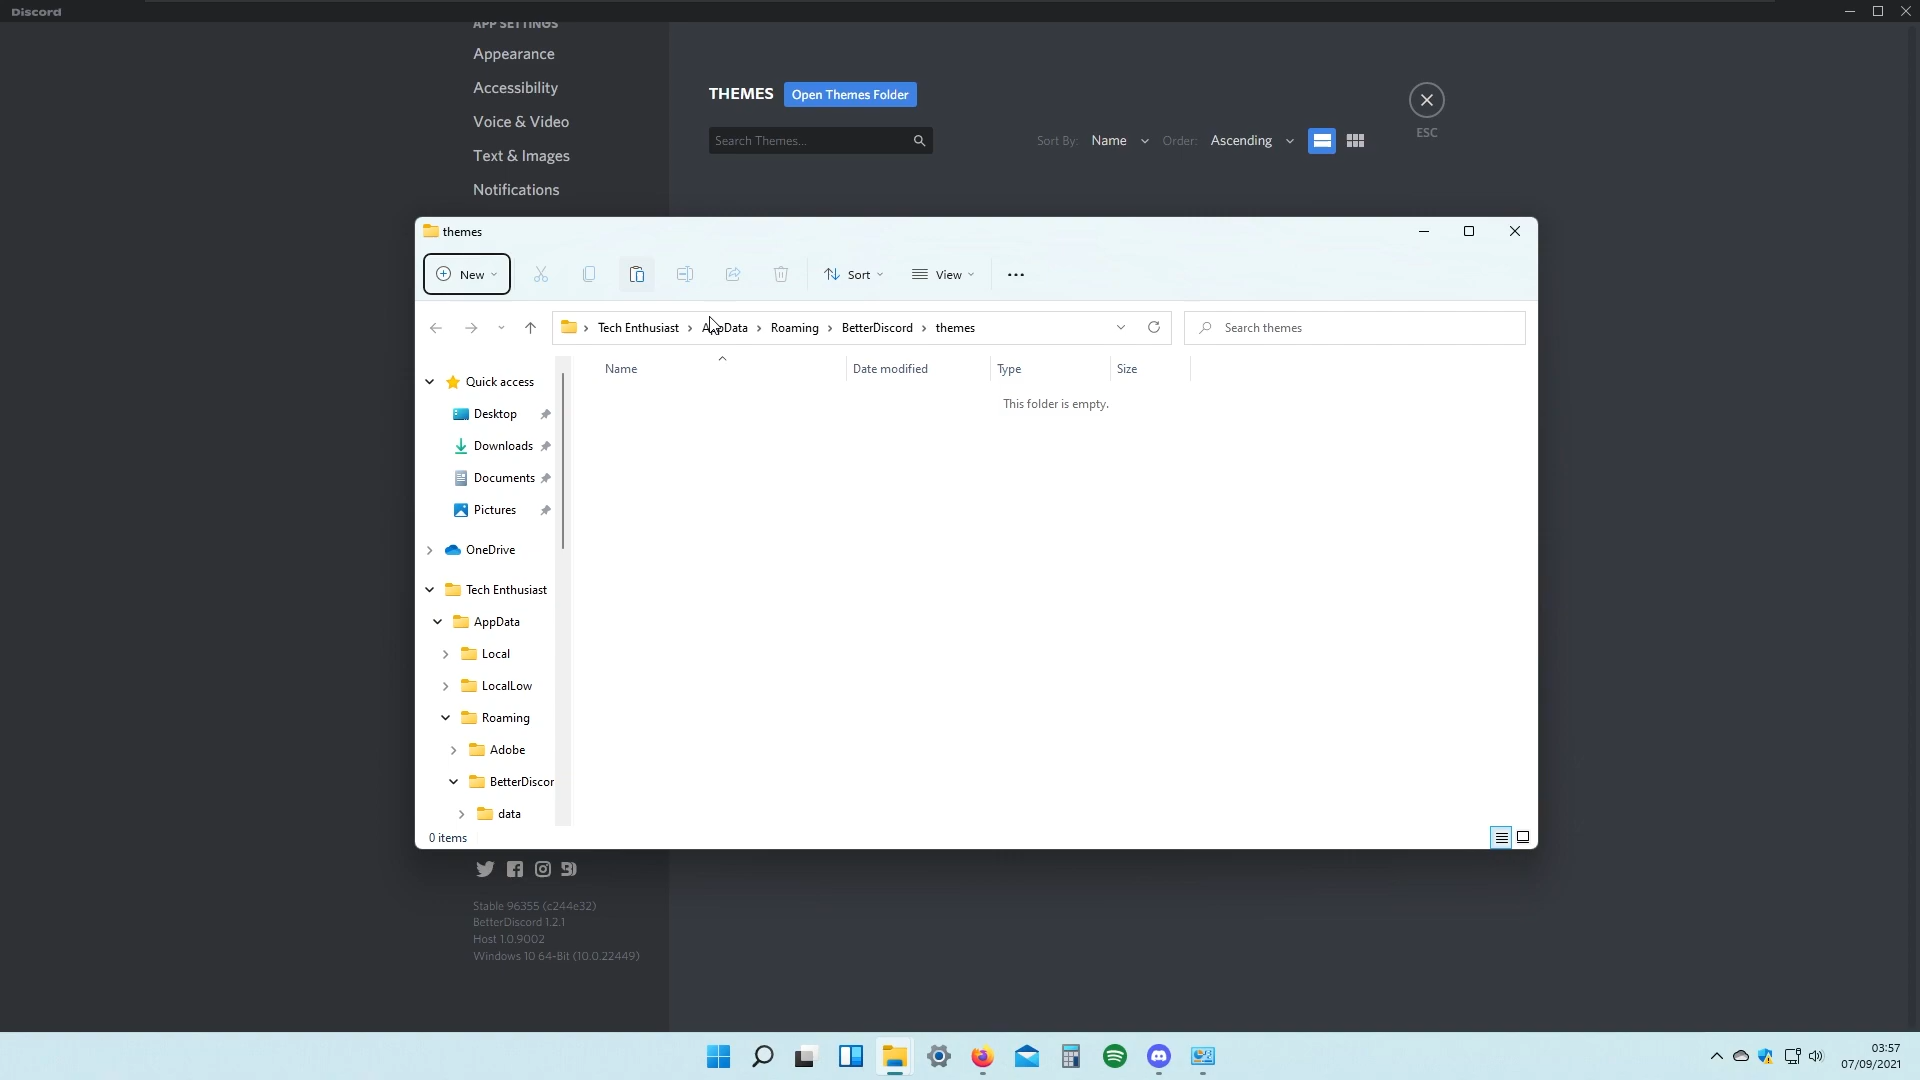 Discord
APP SETTINGS
Appearance
Accessibility
Voice & Video
Text & Images
Notifications
THEMES
Open Themes Folder
Search Themes...
Sort By: Name Order: Ascending
ESC
themes
New
Sort
View
Tech Enthusiast > AppData > Roaming > BetterDiscord > themes
Search themes
Name
Date modified
Type
Size
This folder is empty.
Quick access
Desktop
Downloads
Documents
Pictures
OneDrive
Tech Enthusiast
AppData
Local
LocalLow
Roaming
Adobe
BetterDiscor
data
0 items
Stable 96355 (c244e32)
BetterDiscord 1.2.1
Host 1.0.9002
Windows 10 64-Bit (10.0.22449)
03:57
07/09/2021